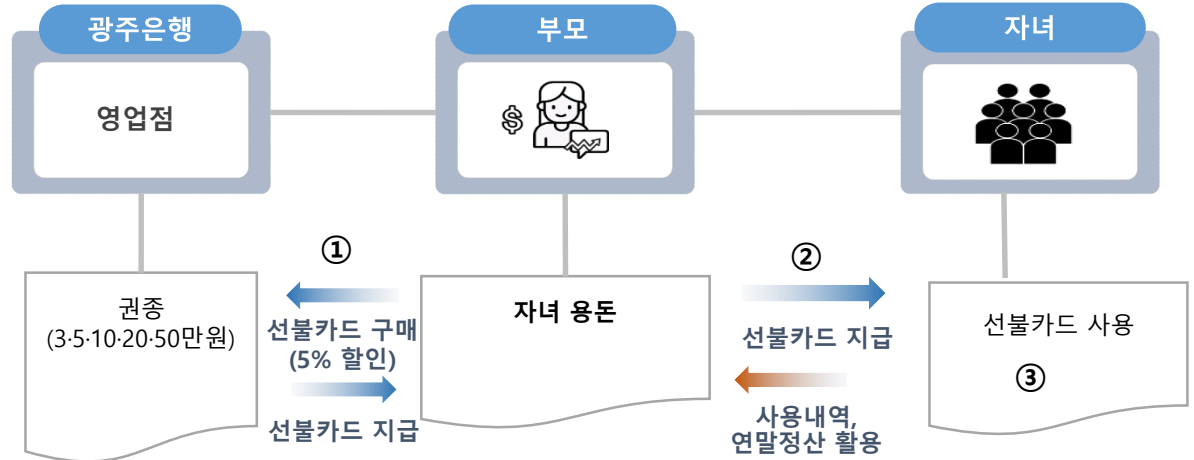 광주은행
부모
자녀
영업점
$
①
②
권종
(3·5·10·20·50만원)
선불카드 구매
(5% 할인)
선불카드 지급
자녀 용돈
선불카드 지급
사용내역,
연말정산 활용
선불카드 사용
③